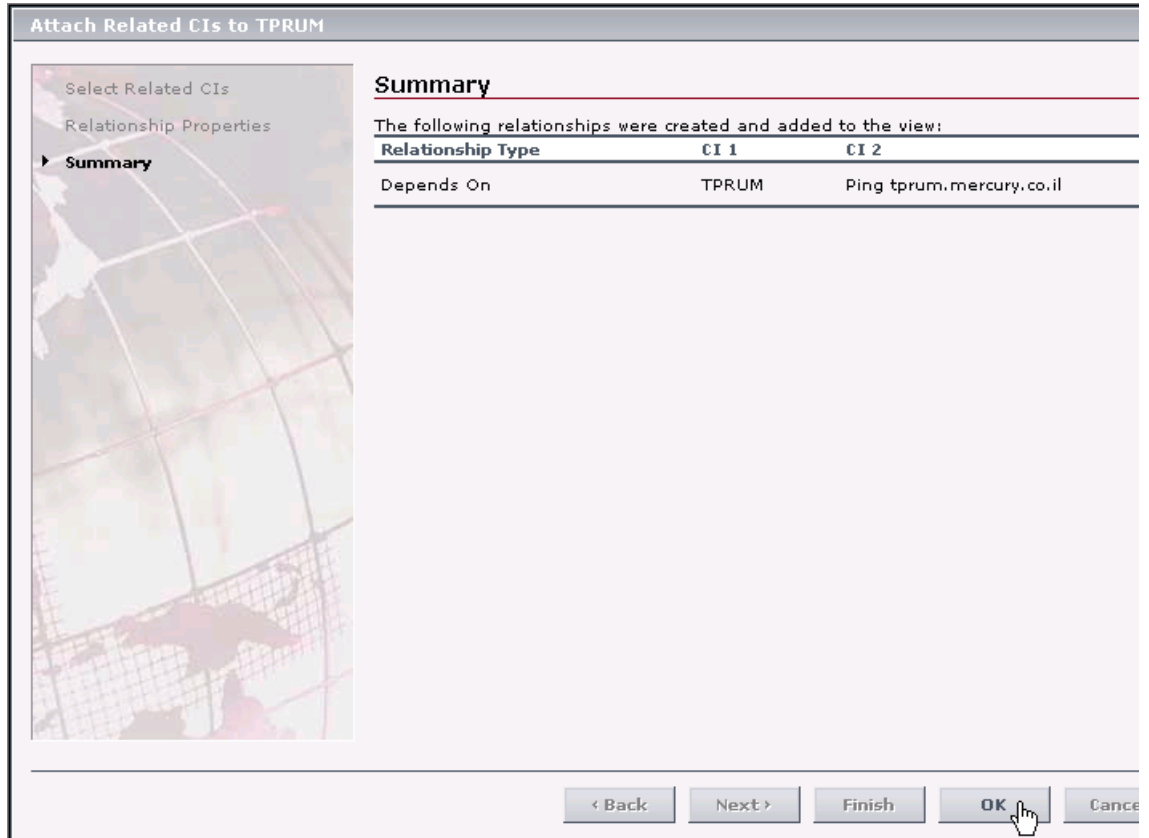 Attach Related CIs to TPRUM
Select Related CIs
Relationship Properties
Summary
Summary
The following relationships were created and added to the view:
Relationship Type CI 1 CI 2
Depends On TPRUM Ping tprum.mercury.co.il
‹ Back Next › Finish OK Cance